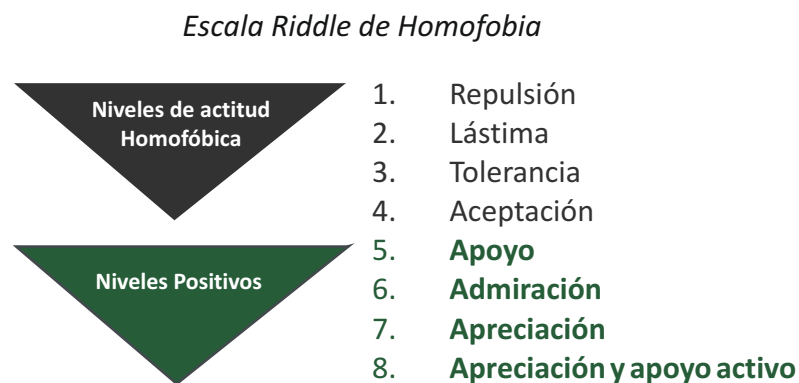 Escala Riddle de Homofobia
Niveles de actitud
Homofóbica
1. Repulsión
2. Lástima
3. Tolerancia
4. Aceptación
Niveles Positivos
5. Apoyo
6. Admiración
7. Apreciación
8. Apreciación y apoyo activo